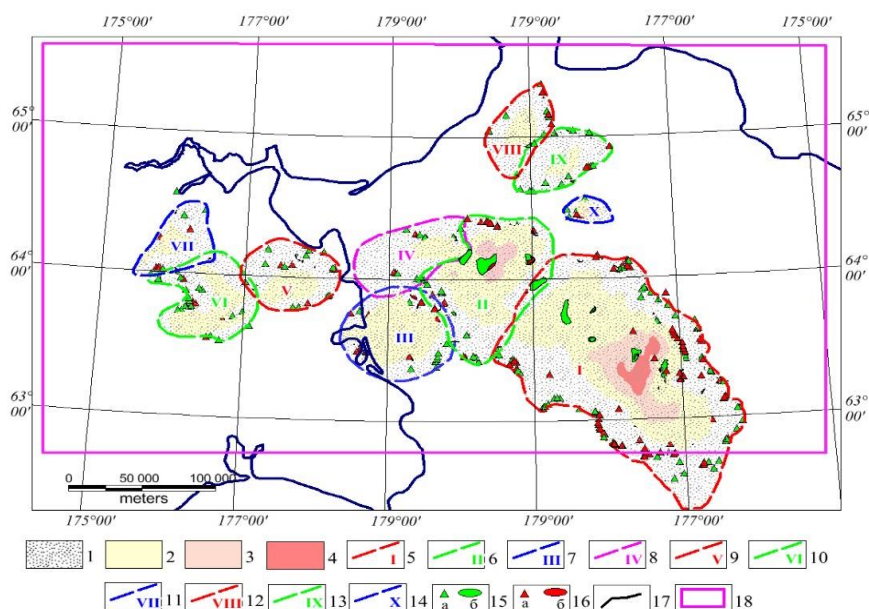 175°00' 177°00' 179°00' 179°00' 177°00' 175°00'
65°
00'
65°
00'
VIII
IX
X
VII
64°
00'
IV
64°
00'
V
VI
II
III
I
63°
00'
63°
00'
0 50 000 100 000
meters
175°00' 177°00' 179°00' 179°00' 177°00'
1 2 3 4 I 5 II 6 III 7 IV 8 V 9 VI 10
VII 11 VIII 12 IX 13 X 14 а б 15 а б 16 17 18